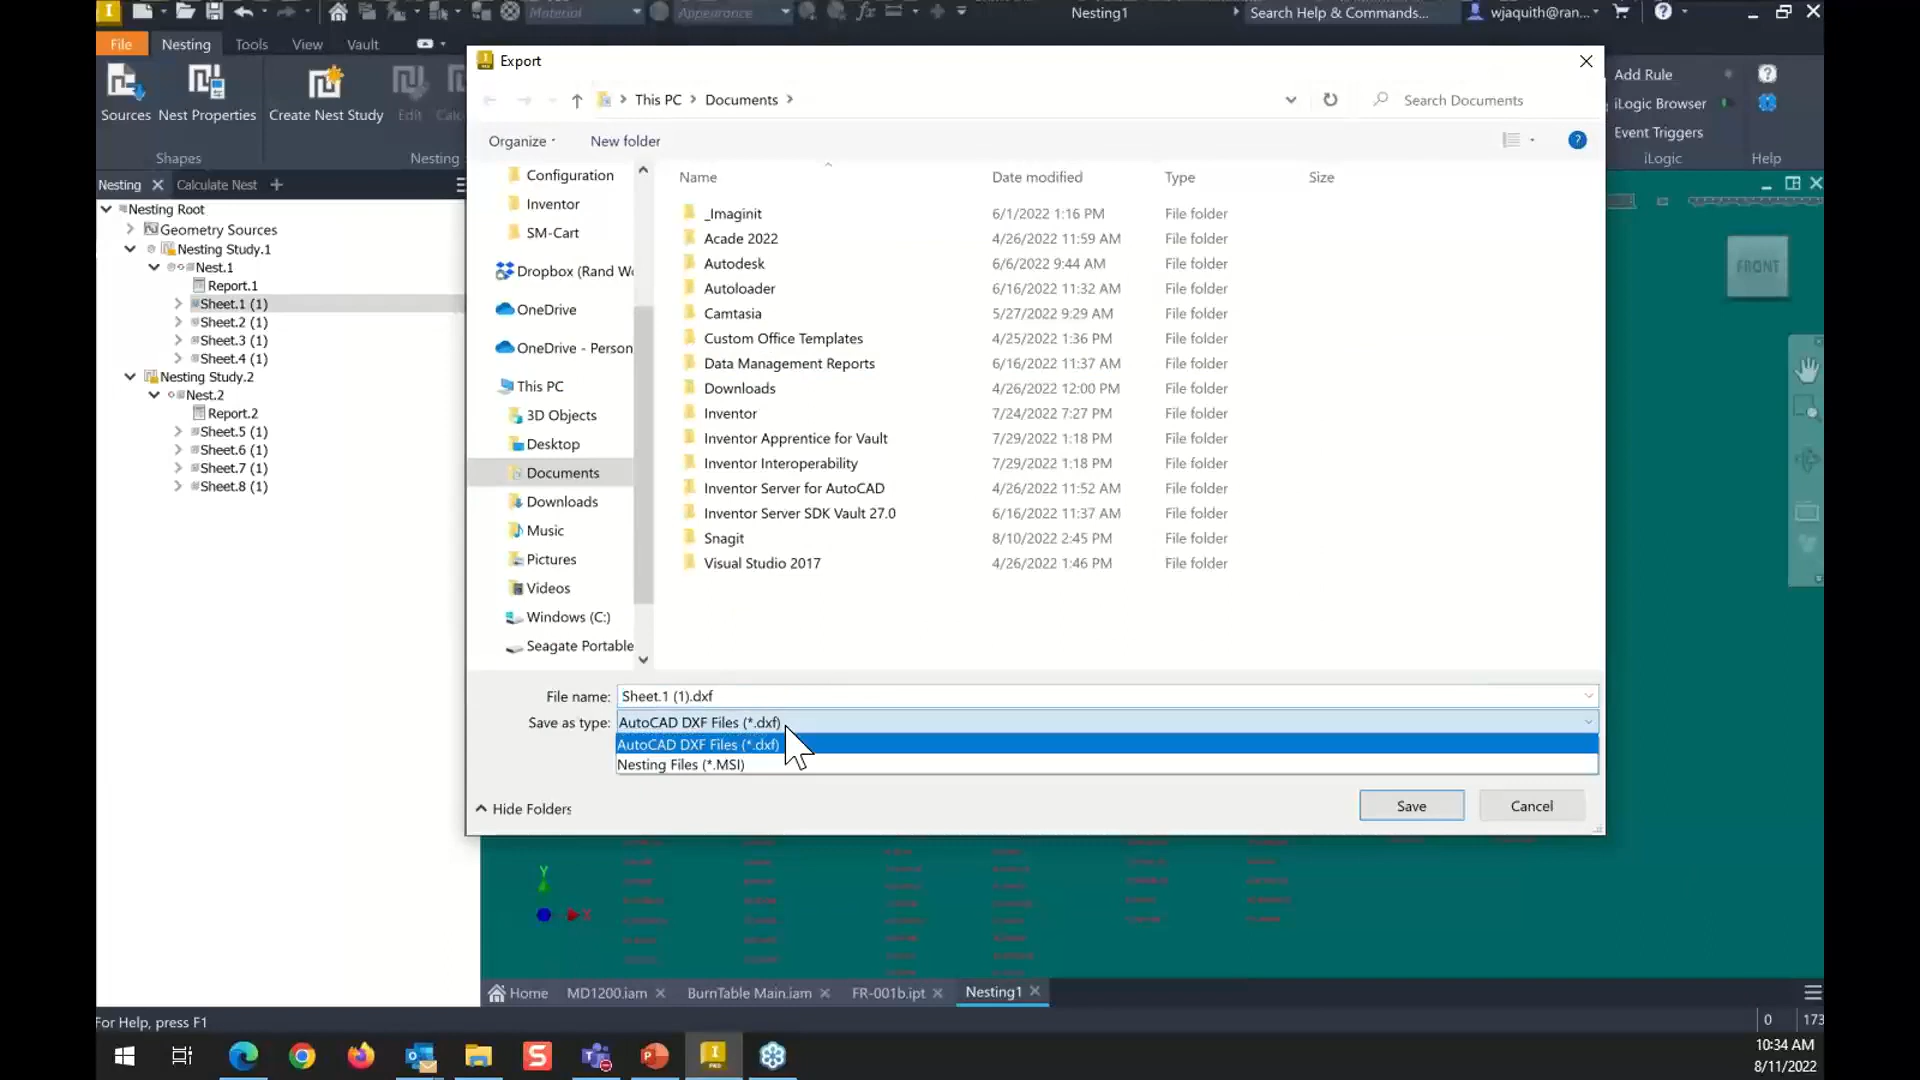 Material
Appearance
Nesting1
Search Help & Commands...
wjaquith@ran...
File
Nesting
Tools
View
Vault
Sources
Nest Properties
Create Nest Study
Edit
Calc
Shapes
Nesting
Add Rule
iLogic Browser
Event Triggers
iLogic
Help
Nesting
Calculate Nest
Nesting Root
Geometry Sources
Nesting Study.1
Nest.1
Report.1
Sheet.1 (1)
Sheet.2 (1)
Sheet.3 (1)
Sheet.4 (1)
Nesting Study.2
Nest.2
Report.2
Sheet.5 (1)
Sheet.6 (1)
Sheet.7 (1)
Sheet.8 (1)
Export
This PC
Documents
Search Documents
Organize
New folder
Configuration
Inventor
SM-Cart
Dropbox (Rand Wo
OneDrive
OneDrive - Person
This PC
3D Objects
Desktop
Documents
Downloads
Music
Pictures
Videos
Windows (C:)
Seagate Portable
Name Date modified Type Size
_Imaginit 6/1/2022 1:16 PM File folder
Acade 2022 4/26/2022 11:59 AM File folder
Autodesk 6/6/2022 9:44 AM File folder
Autoloader 6/16/2022 11:32 AM File folder
Camtasia 5/27/2022 9:29 AM File folder
Custom Office Templates 4/25/2022 1:36 PM File folder
Data Management Reports 6/16/2022 11:37 AM File folder
Downloads 4/26/2022 12:00 PM File folder
Inventor 7/24/2022 7:27 PM File folder
Inventor Apprentice for Vault 7/29/2022 1:18 PM File folder
Inventor Interoperability 7/29/2022 1:18 PM File folder
Inventor Server for AutoCAD 4/26/2022 11:52 AM File folder
Inventor Server SDK Vault 27.0 6/16/2022 11:37 AM File folder
Snagit 8/10/2022 2:45 PM File folder
Visual Studio 2017 4/26/2022 1:46 PM File folder
File name: Sheet.1 (1).dxf
Save as type: AutoCAD DXF Files (*.dxf)
AutoCAD DXF Files (*.dxf)
Nesting Files (*.MSI)
Hide Folders
Save
Cancel
FRONT
Y
X
Home
MD1200.iam
BurnTable Main.iam
FR-001b.ipt
Nesting1
For Help, press F1
0
173
10:34 AM
8/11/2022